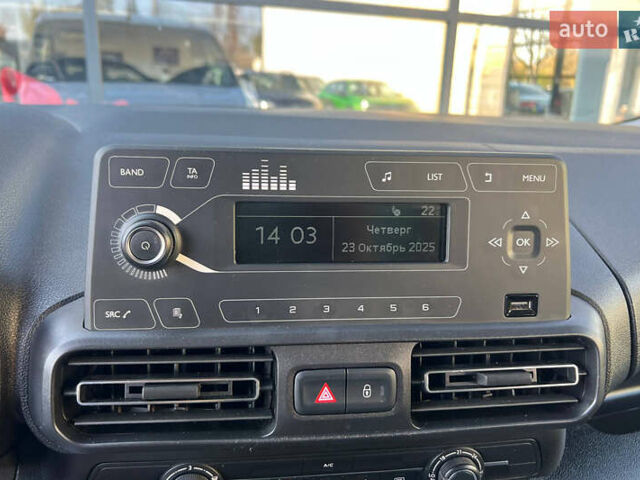 auto
R
BAND
TA
INFO
LIST
MENU
22
14 03
Четверг
23 Октябрь 2025
OK
SRC
1 2 3 4 5 6
A/C